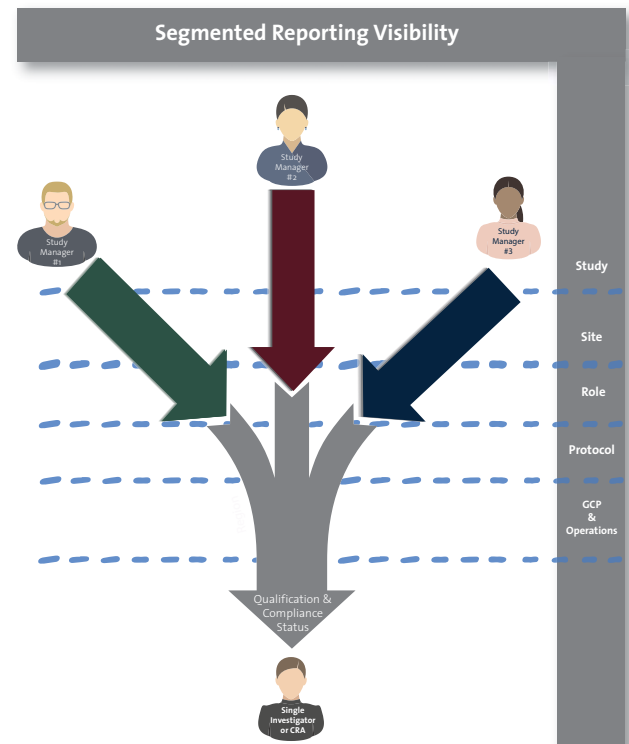 Segmented Reporting Visibility
Study
Manager
#2
Study
Manager
#1
Study
Manager
#3
Study
Site
Role
Protocol
GCP
&
Operations
Qualification &
Compliance
Status
Single
Investigator
or CRA